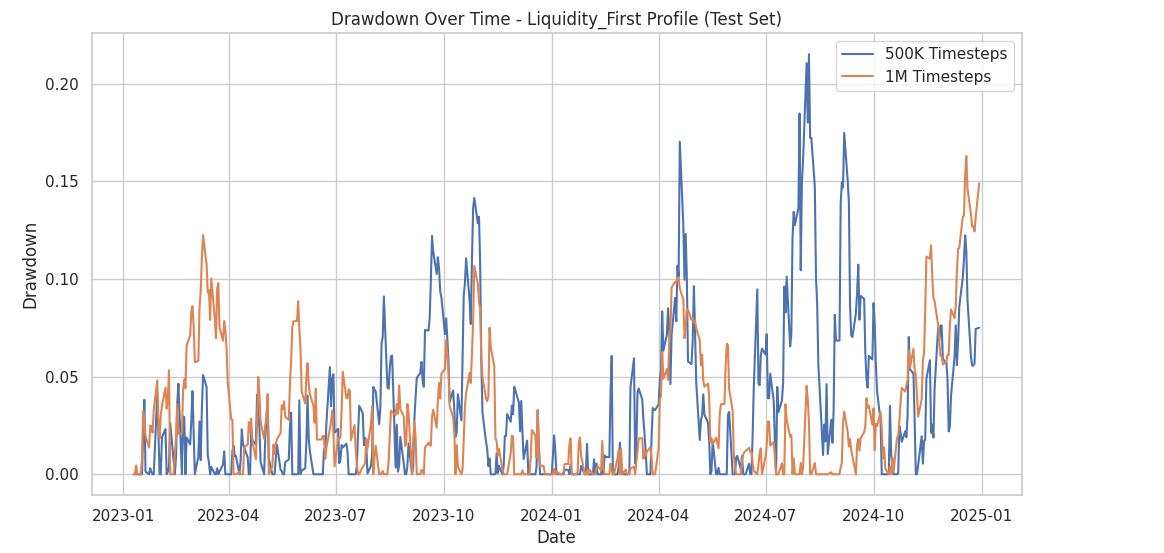 Drawdown Over Time - Liquidity_First Profile (Test Set)
500K Timesteps
1M Timesteps
Drawdown
0.20
0.15
0.10
0.05
0.00
2023-01 2023-04 2023-07 2023-10 2024-01 2024-04 2024-07 2024-10 2025-01
Date